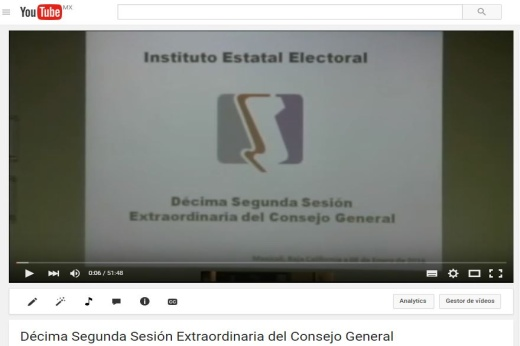 YouTube MX
Instituto Estatal Electoral
Décima Segunda Sesión
Extraordinaria del Consejo General
0:06 / 51:48
CC
Analytics
Gestor de vídeos
Décima Segunda Sesión Extraordinaria del Consejo General